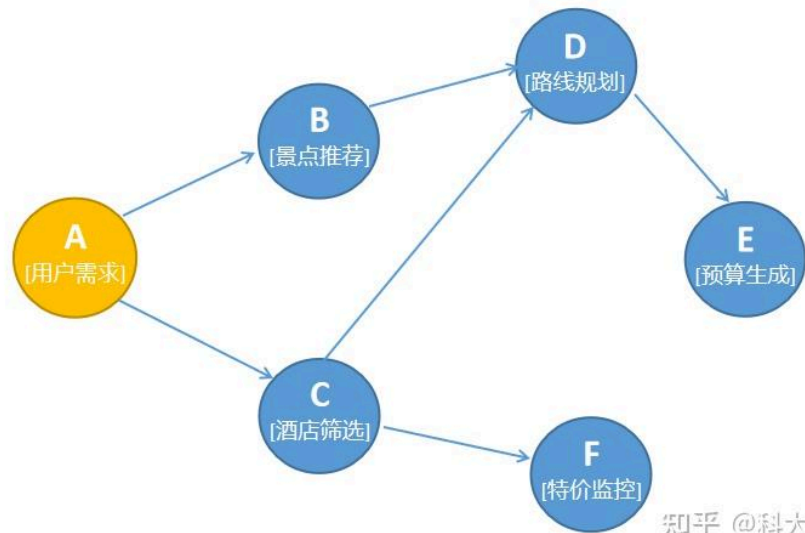 D
[路线规划]
B
[景点推荐]
A
[用户需求]
E
[预算生成]
C
[酒店筛选]
F
[特价监控]
知乎 @科大